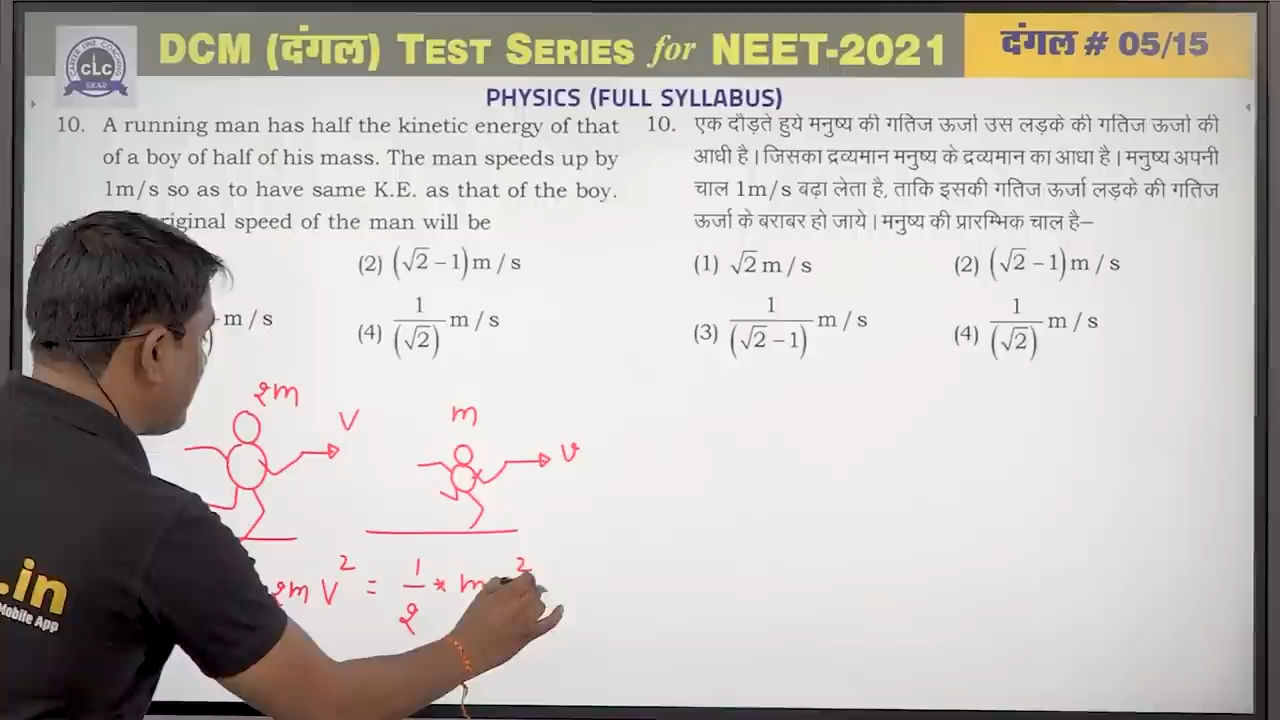 DCM (दंगल) TEST SERIES for NEET-2021
दंगल # 05/15
CLC
SIKAR
PHYSICS (FULL SYLLABUS)
10. A running man has half the kinetic energy of that
of a boy of half of his mass. The man speeds up by
1m/s so as to have same K.E. as that of the boy.
original speed of the man will be
(2) (√2 − 1) m / s
m / s
(4) 1/(√2) m / s
10. एक दौड़ते हुये मनुष्य की गतिज ऊर्जा उस लड़के की गतिज ऊर्जा की
आधी है। जिसका द्रव्यमान मनुष्य के द्रव्यमान का आधा है। मनुष्य अपनी
चाल 1m/s बढ़ा लेता है, ताकि इसकी गतिज ऊर्जा लड़के की गतिज
ऊर्जा के बराबर हो जाये। मनुष्य की प्रारम्भिक चाल है–
(1) √2 m / s
(2) (√2 − 1) m / s
(3) 1/(√2 − 1) m / s
(4) 1/(√2) m / s
2m
V
m
v
2m V² = 1/2 * m ²
.in
Mobile App